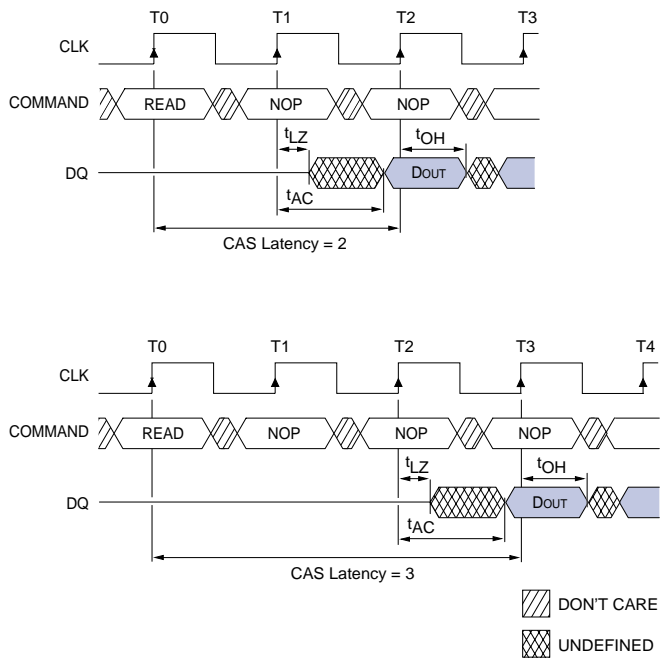 T0 T1 T2 T3
CLK
COMMAND READ NOP NOP
tLZ tOH
DQ DOUT
tAC
CAS Latency = 2
T0 T1 T2 T3 T4
CLK
COMMAND READ NOP NOP NOP
tLZ tOH
DQ DOUT
tAC
CAS Latency = 3
DON'T CARE
UNDEFINED